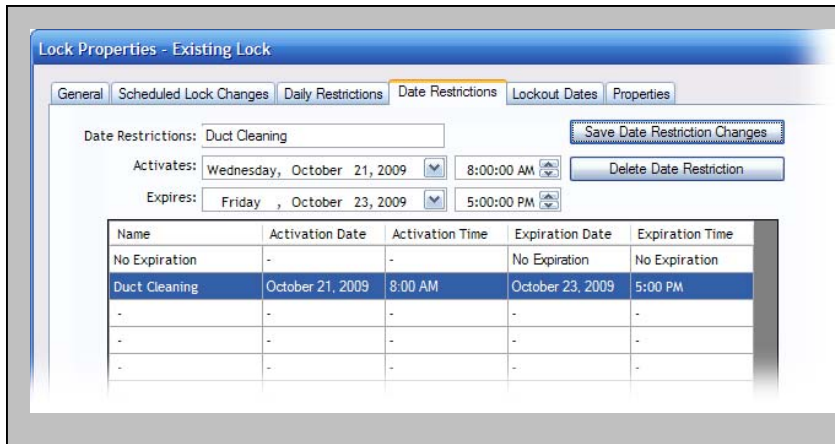 Lock Properties - Existing Lock
General Scheduled Lock Changes Daily Restrictions Date Restrictions Lockout Dates Properties
Date Restrictions: Duct Cleaning Save Date Restriction Changes
Activates: Wednesday, October 21, 2009 8:00:00 AM Delete Date Restriction
Expires: Friday , October 23, 2009 5:00:00 PM
Name Activation Date Activation Time Expiration Date Expiration Time
No Expiration - - No Expiration No Expiration
Duct Cleaning October 21, 2009 8:00 AM October 23, 2009 5:00 PM
- - - - -
- - - - -
- - - - -